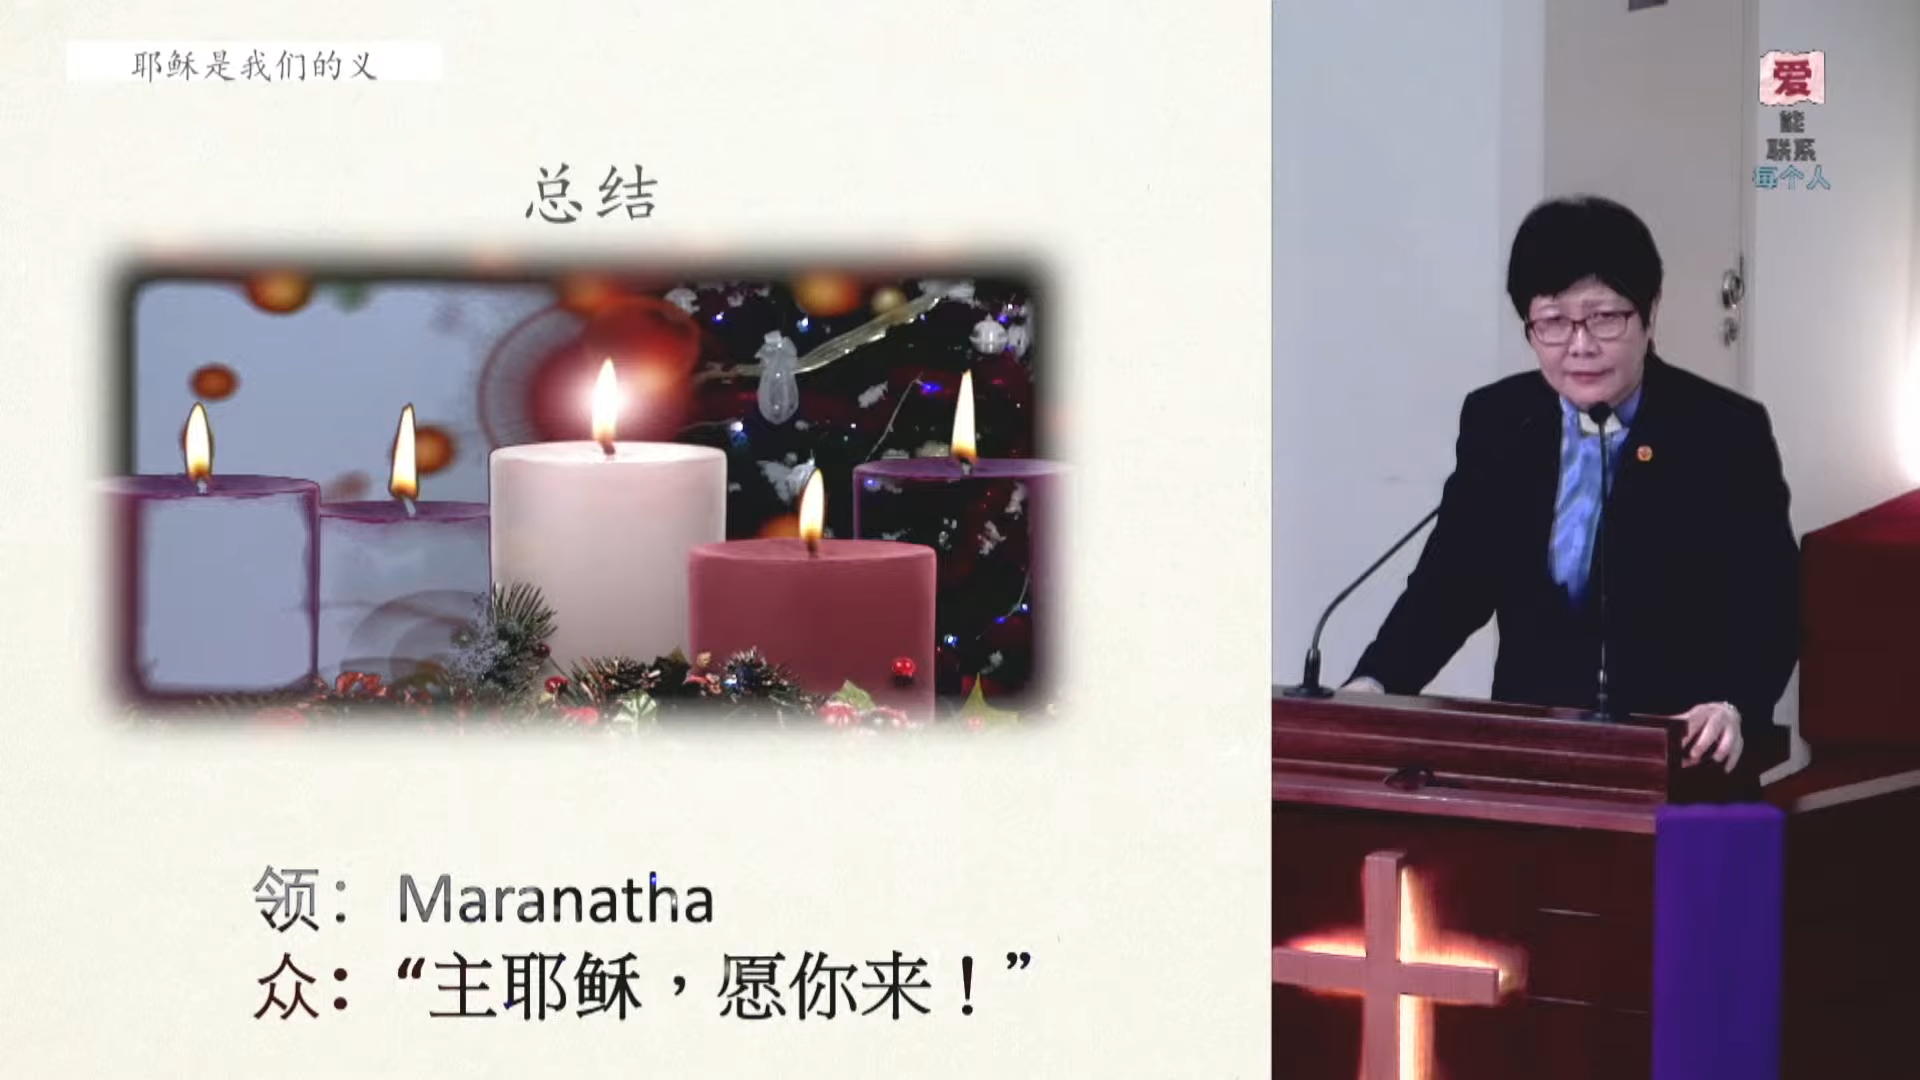 耶稣是我们的义
总结
领：Maranatha
众：“主耶稣，愿你来！”
爱
能
联系
每个人